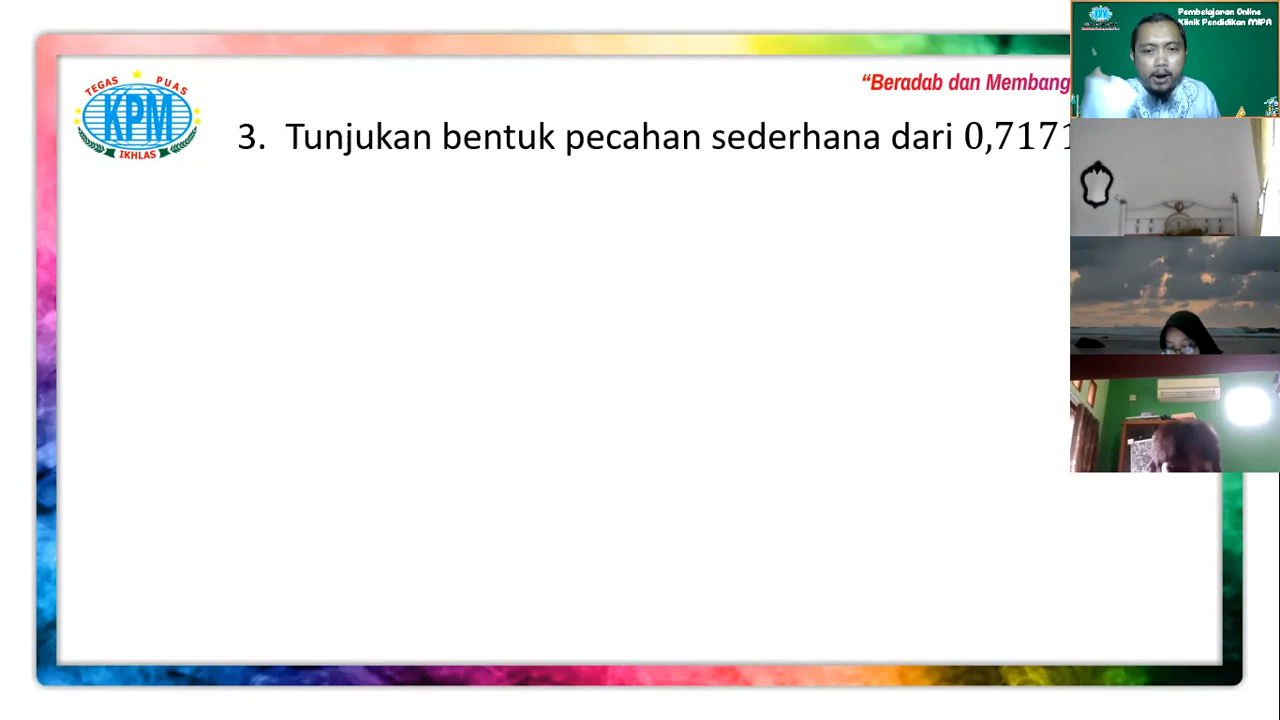 Pembelajaran Online
Klinik Pendidikan MIPA
TEGAS PUAS
KPM
IKHLAS
“Beradab dan Membang
3. Tunjukan bentuk pecahan sederhana dari 0,7171